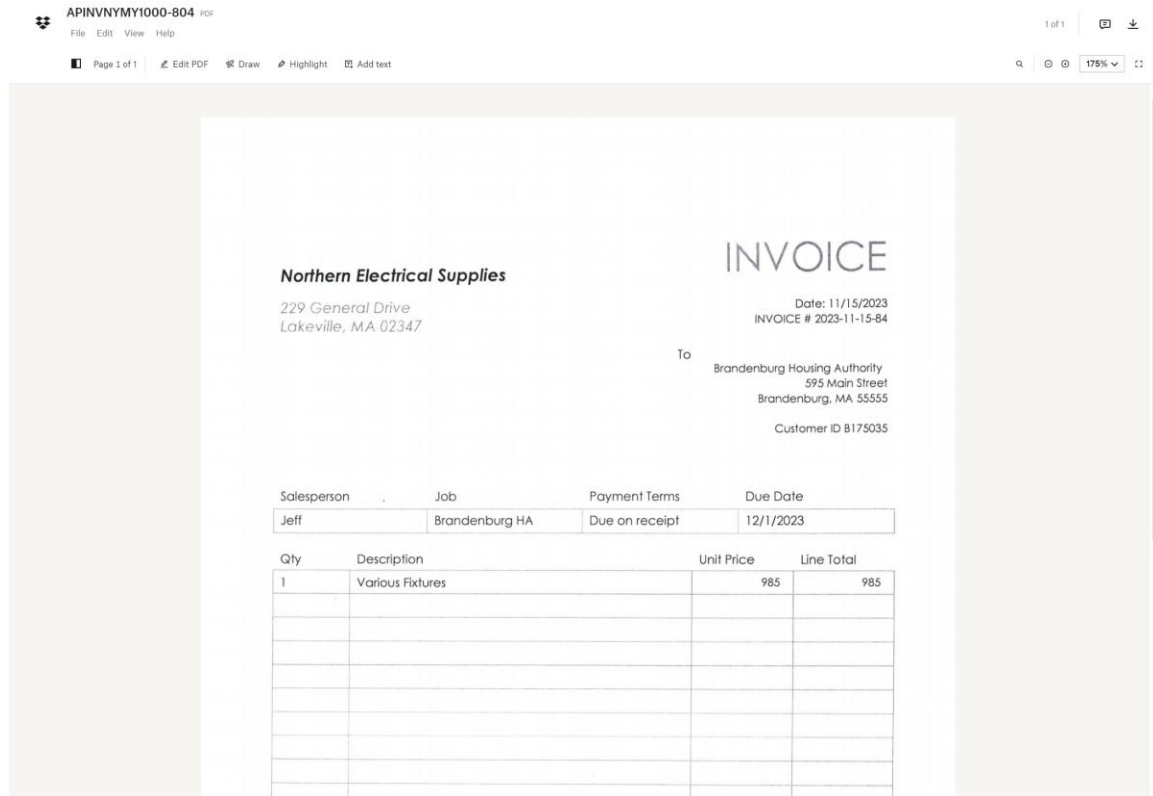 APINVNYMY1000-804 PDF
File Edit View Help
1 of 1
Page 1 of 1 Edit PDF Draw Highlight Add text
175%
INVOICE
Northern Electrical Supplies
229 General Drive
Lakeville, MA 02347
Date: 11/15/2023
INVOICE # 2023-11-15-84
To
Brandenburg Housing Authority
595 Main Street
Brandenburg, MA 55555
Customer ID B175035
Salesperson Job Payment Terms Due Date
Jeff Brandenburg HA Due on receipt 12/1/2023
Qty Description Unit Price Line Total
1 Various Fixtures 985 985